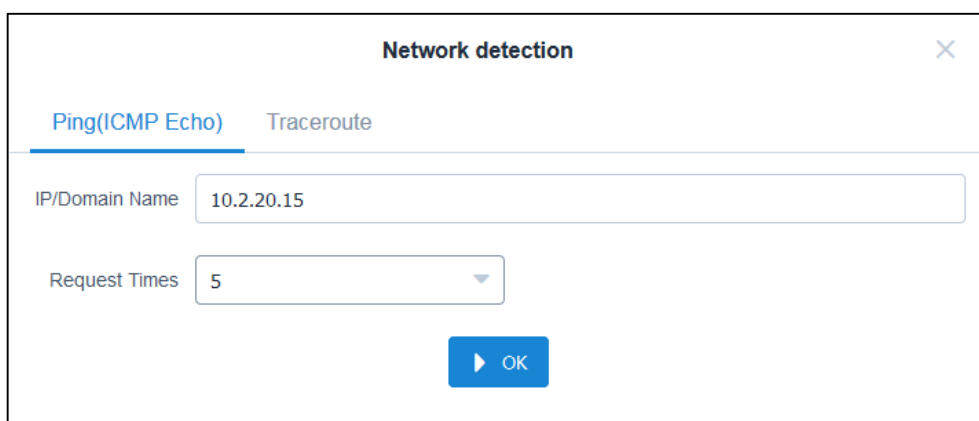 Network detection
Ping(ICMP Echo) Traceroute
IP/Domain Name 10.2.20.15
Request Times 5
OK